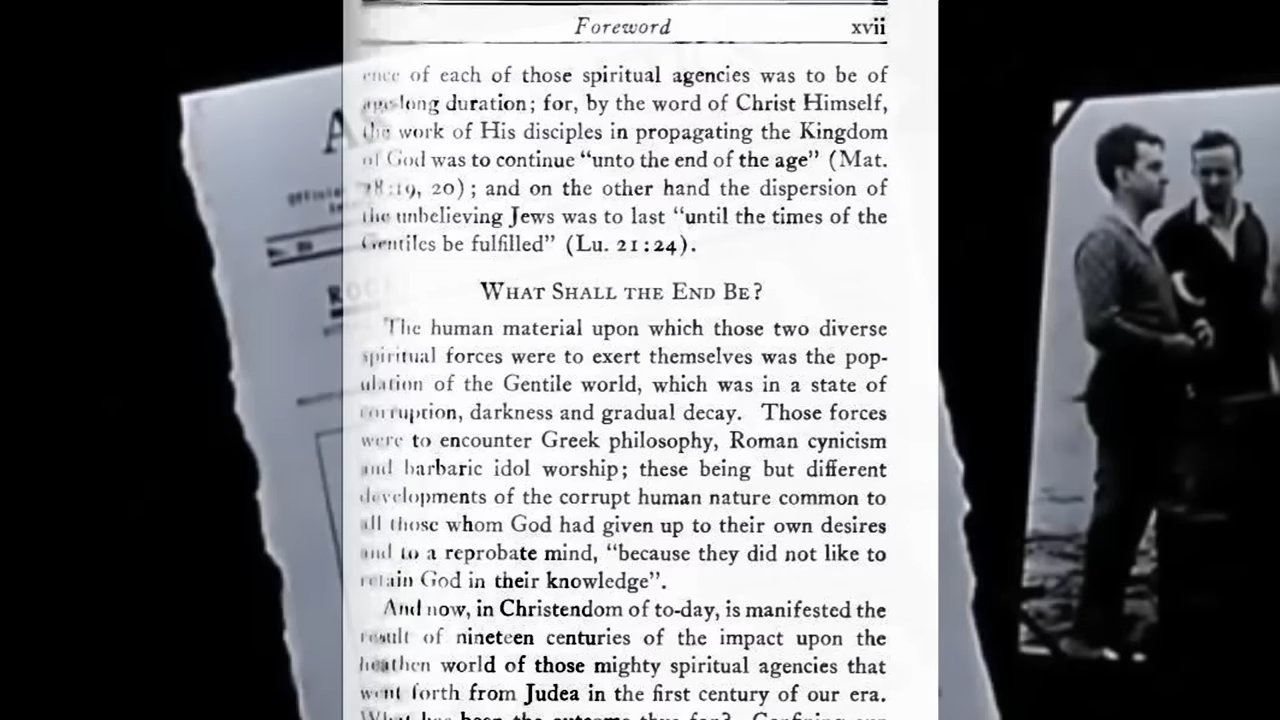 Foreword xvii
ence of each of those spiritual agencies was to be of
age-long duration; for, by the word of Christ Himself,
the work of His disciples in propagating the Kingdom
of God was to continue “unto the end of the age” (Mat.
28:19, 20); and on the other hand the dispersion of
the unbelieving Jews was to last “until the times of the
Gentiles be fulfilled” (Lu. 21:24).
WHAT SHALL THE END BE?
The human material upon which those two diverse
spiritual forces were to exert themselves was the pop-
ulation of the Gentile world, which was in a state of
corruption, darkness and gradual decay. Those forces
were to encounter Greek philosophy, Roman cynicism
and barbaric idol worship; these being but different
developments of the corrupt human nature common to
all those whom God had given up to their own desires
and to a reprobate mind, “because they did not like to
retain God in their knowledge”.
And now, in Christendom of to-day, is manifested the
result of nineteen centuries of the impact upon the
heathen world of those mighty spiritual agencies that
went forth from Judea in the first century of our era.
What has been the outcome thus far?